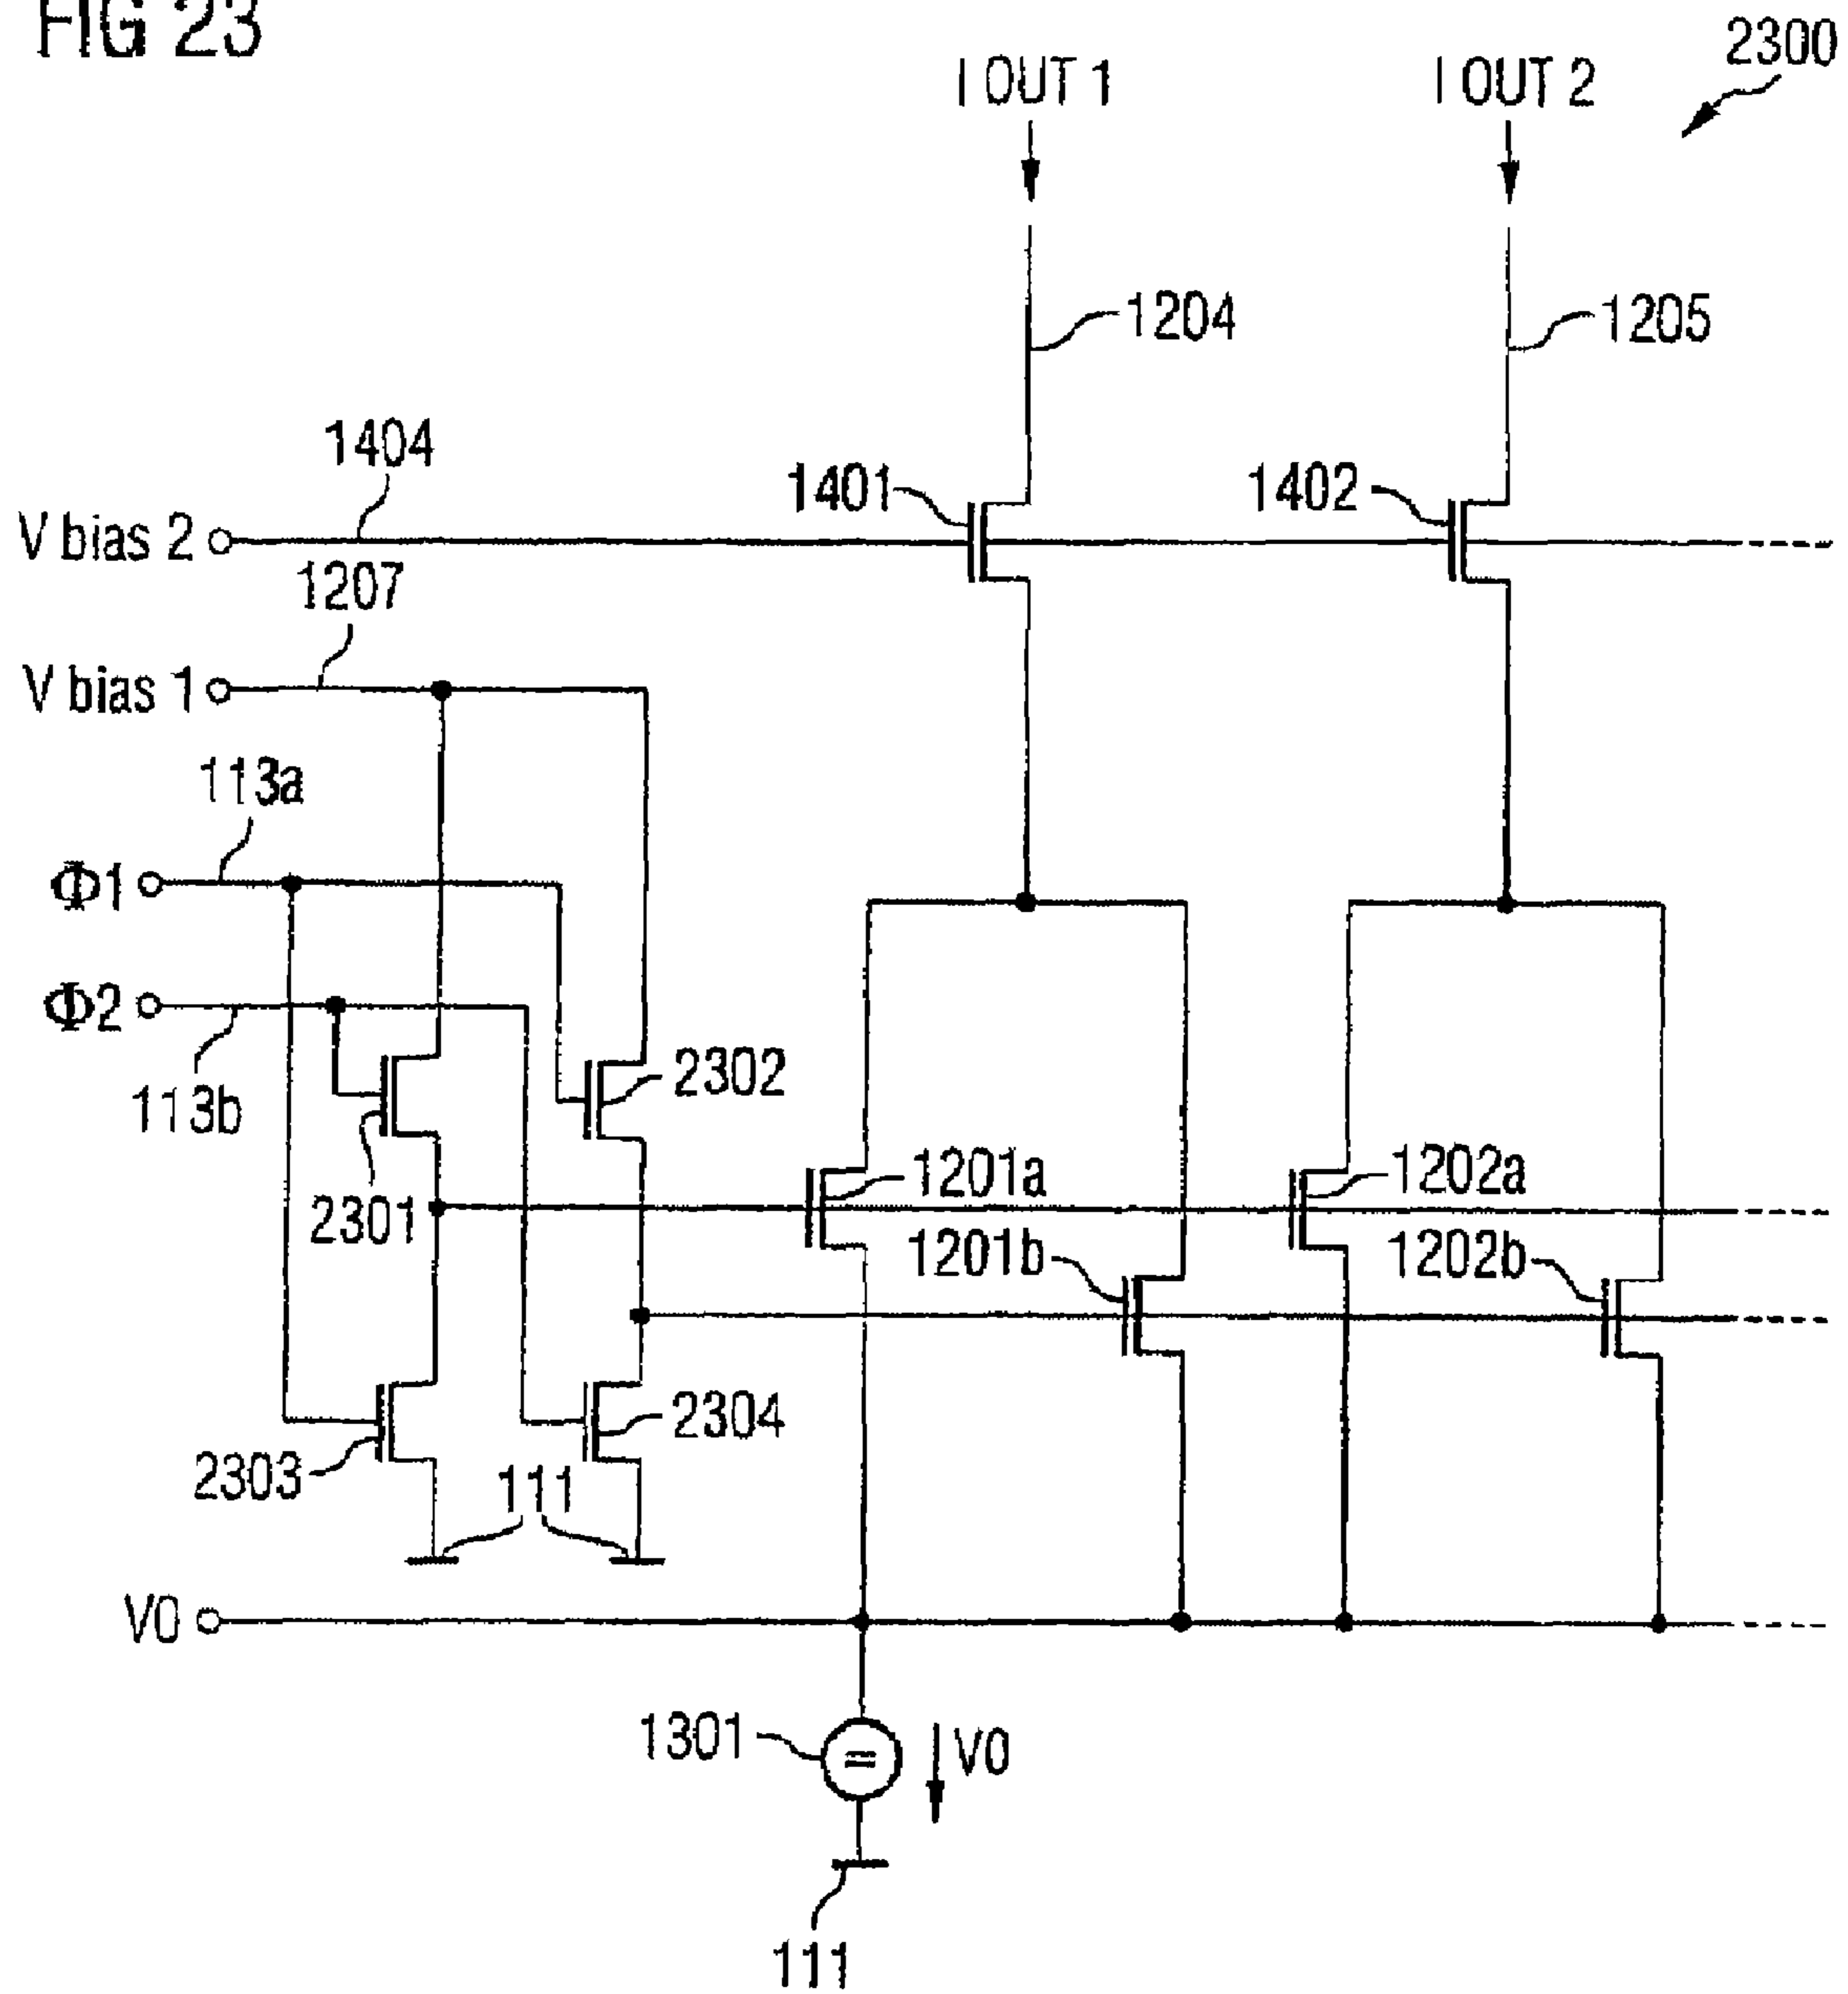 FIG 23
2300
I OUT 1
I OUT 2
1204
1205
1404
1401
1402
V bias 2
1207
V bias 1
113a
Φ1
Φ2
113b
2302
2301
1201a
1202a
1201b
1202b
2304
2303
111
V0
1301
V0
111